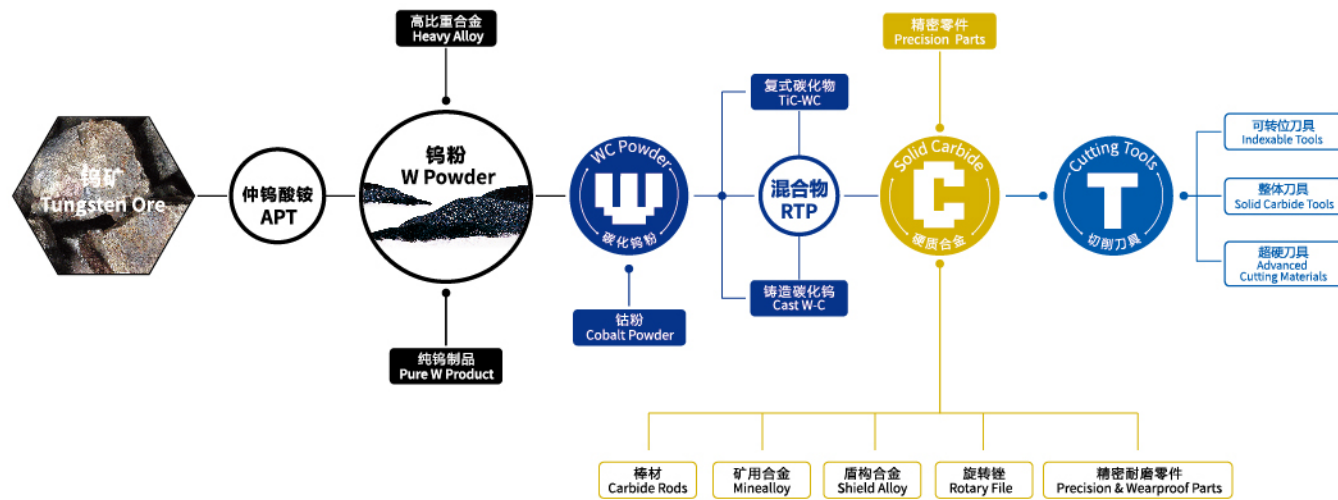 高比重合金
Heavy Alloy
精密零件
Precision Parts
复式碳化物
TiC-WC
钨矿
Tungsten Ore
仲钨酸铵
APT
钨粉
W Powder
WC Powder
碳化钨粉
混合物
RTP
Solid Carbide
C
硬质合金
Cutting Tools
T
切削刀具
可转位刀具
Indexable Tools
整体刀具
Solid Carbide Tools
超硬刀具
Advanced
Cutting Materials
铸造碳化钨
Cast W-C
钴粉
Cobalt Powder
纯钨制品
Pure W Product
棒材
Carbide Rods
矿用合金
Minealloy
盾构合金
Shield Alloy
旋转锉
Rotary File
精密耐磨零件
Precision & Wearproof Parts